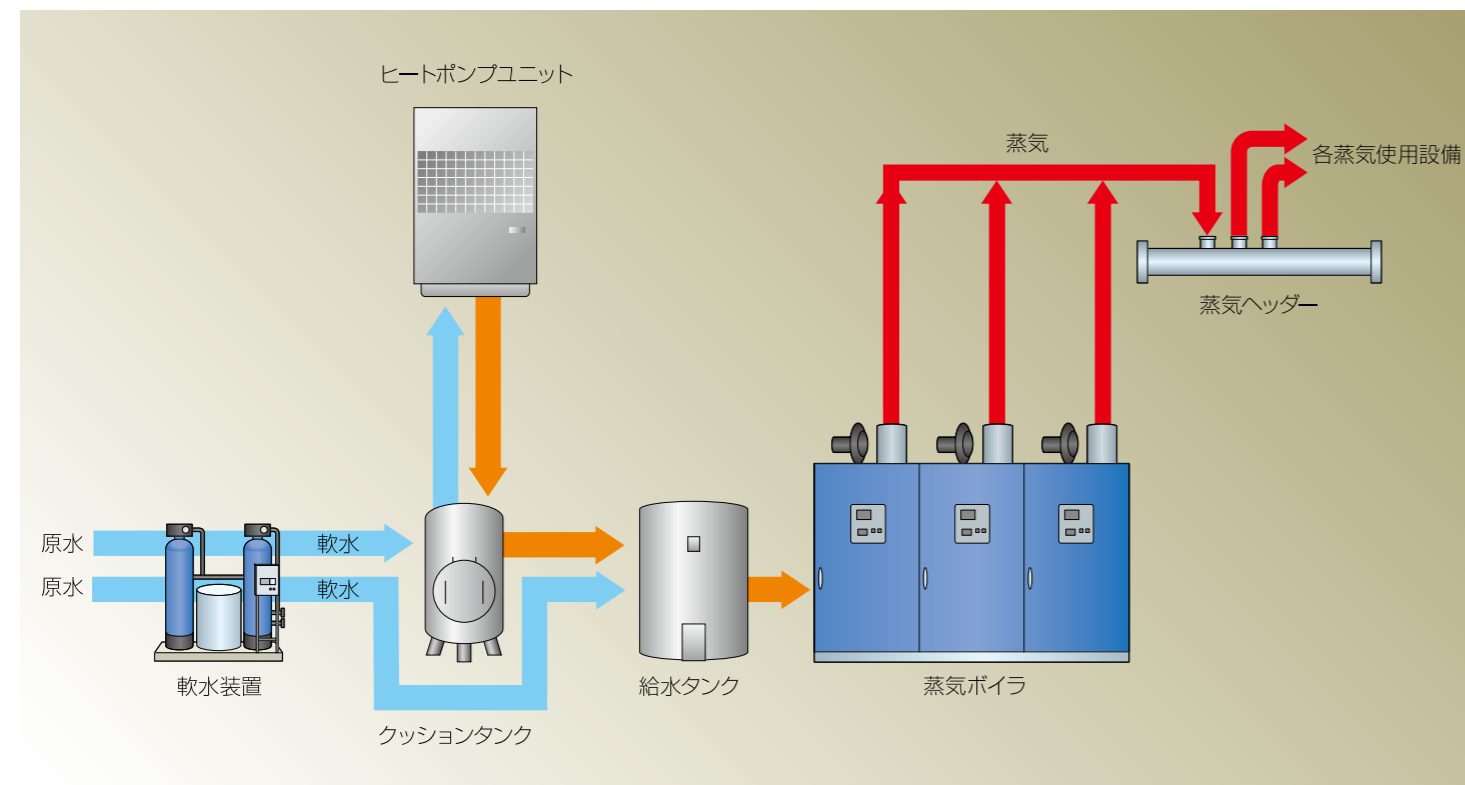 ヒートポンプユニット
蒸気
各蒸気使用設備
蒸気ヘッダー
原水
軟水
原水
軟水
軟水装置
クッションタンク
給水タンク
蒸気ボイラ